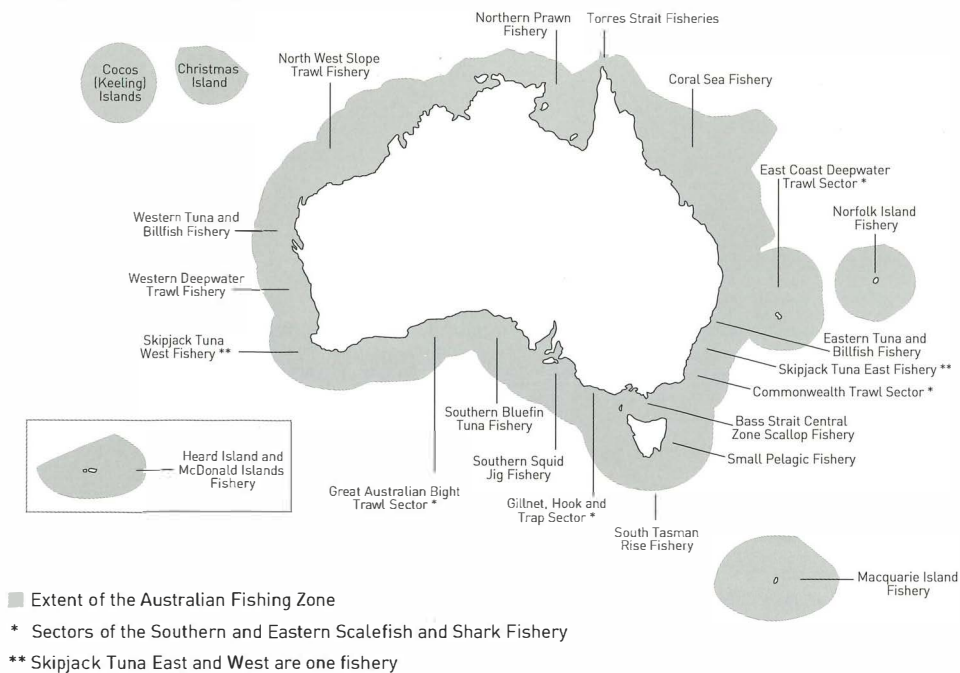 Northern Prawn
Fishery
Torres Strait Fisheries
North West Slope
Trawl Fishery
Cocos
(Keeling)
Islands
Christmas
Island
Coral Sea Fishery
East Coast Deepwater
Trawl Sector *
Norfolk Island
Fishery
Western Tuna and
Billfish Fishery
Western Deepwater
Trawl Fishery
Skipjack Tuna
West Fishery **
Eastern Tuna and
Billfish Fishery
Skipjack Tuna East Fishery **
Commonwealth Trawl Sector *
Southern Bluefin
Tuna Fishery
Bass Strait Central
Zone Scallop Fishery
Heard Island and
McDonald Islands
Fishery
Southern Squid
Jig Fishery
Small Pelagic Fishery
Great Australian Bight
Trawl Sector *
Gillnet, Hook and
Trap Sector *
South Tasman
Rise Fishery
Macquarie Island
Fishery
Extent of the Australian Fishing Zone
* Sectors of the Southern and Eastern Scalefish and Shark Fishery
** Skipjack Tuna East and West are one fishery